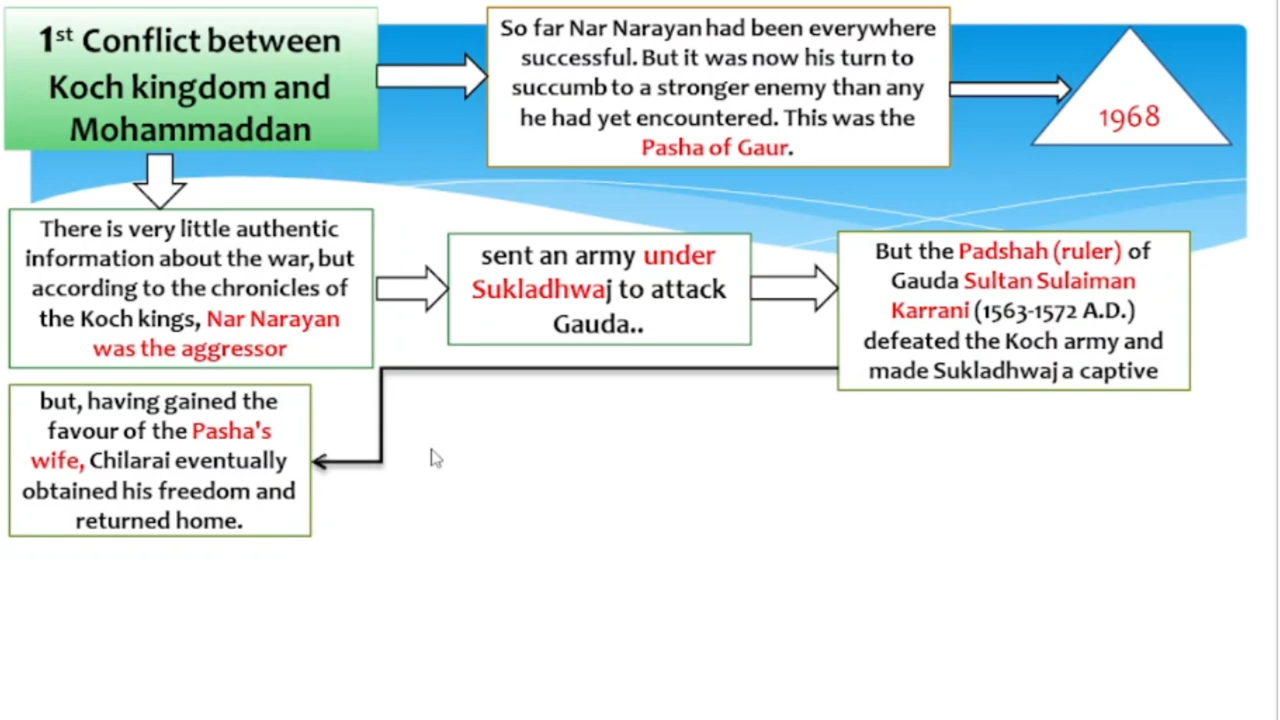 1st Conflict between
Koch kingdom and
Mohammaddan
So far Nar Narayan had been everywhere
successful. But it was now his turn to
succumb to a stronger enemy than any
he had yet encountered. This was the
Pasha of Gaur.
1968
There is very little authentic
information about the war, but
according to the chronicles of
the Koch kings, Nar Narayan
was the aggressor
sent an army under
Sukladhwaj to attack
Gauda..
But the Padshah (ruler) of
Gauda Sultan Sulaiman
Karrani (1563-1572 A.D.)
defeated the Koch army and
made Sukladhwaj a captive
but, having gained the
favour of the Pasha's
wife, Chilarai eventually
obtained his freedom and
returned home.